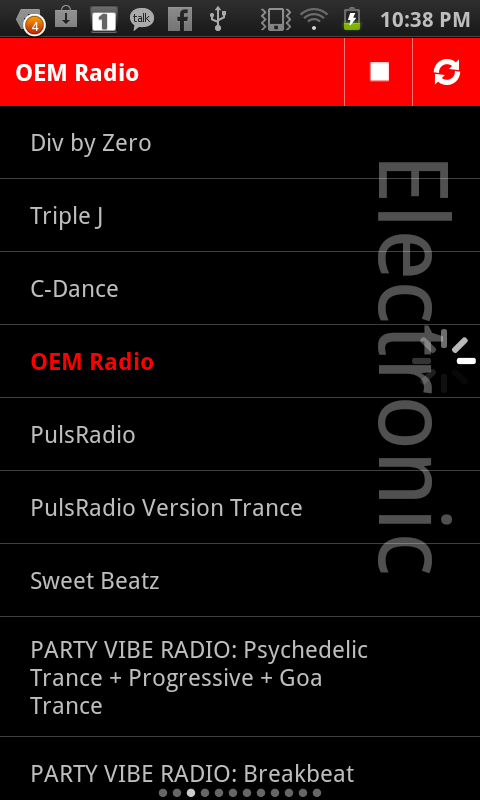 4
1
talk
10:38 PM
OEM Radio
Div by Zero
Triple J
C-Dance
OEM Radio
PulsRadio
PulsRadio Version Trance
Sweet Beatz
PARTY VIBE RADIO: Psychedelic
Trance + Progressive + Goa
Trance
PARTY VIBE RADIO: Breakbeat
Electronic